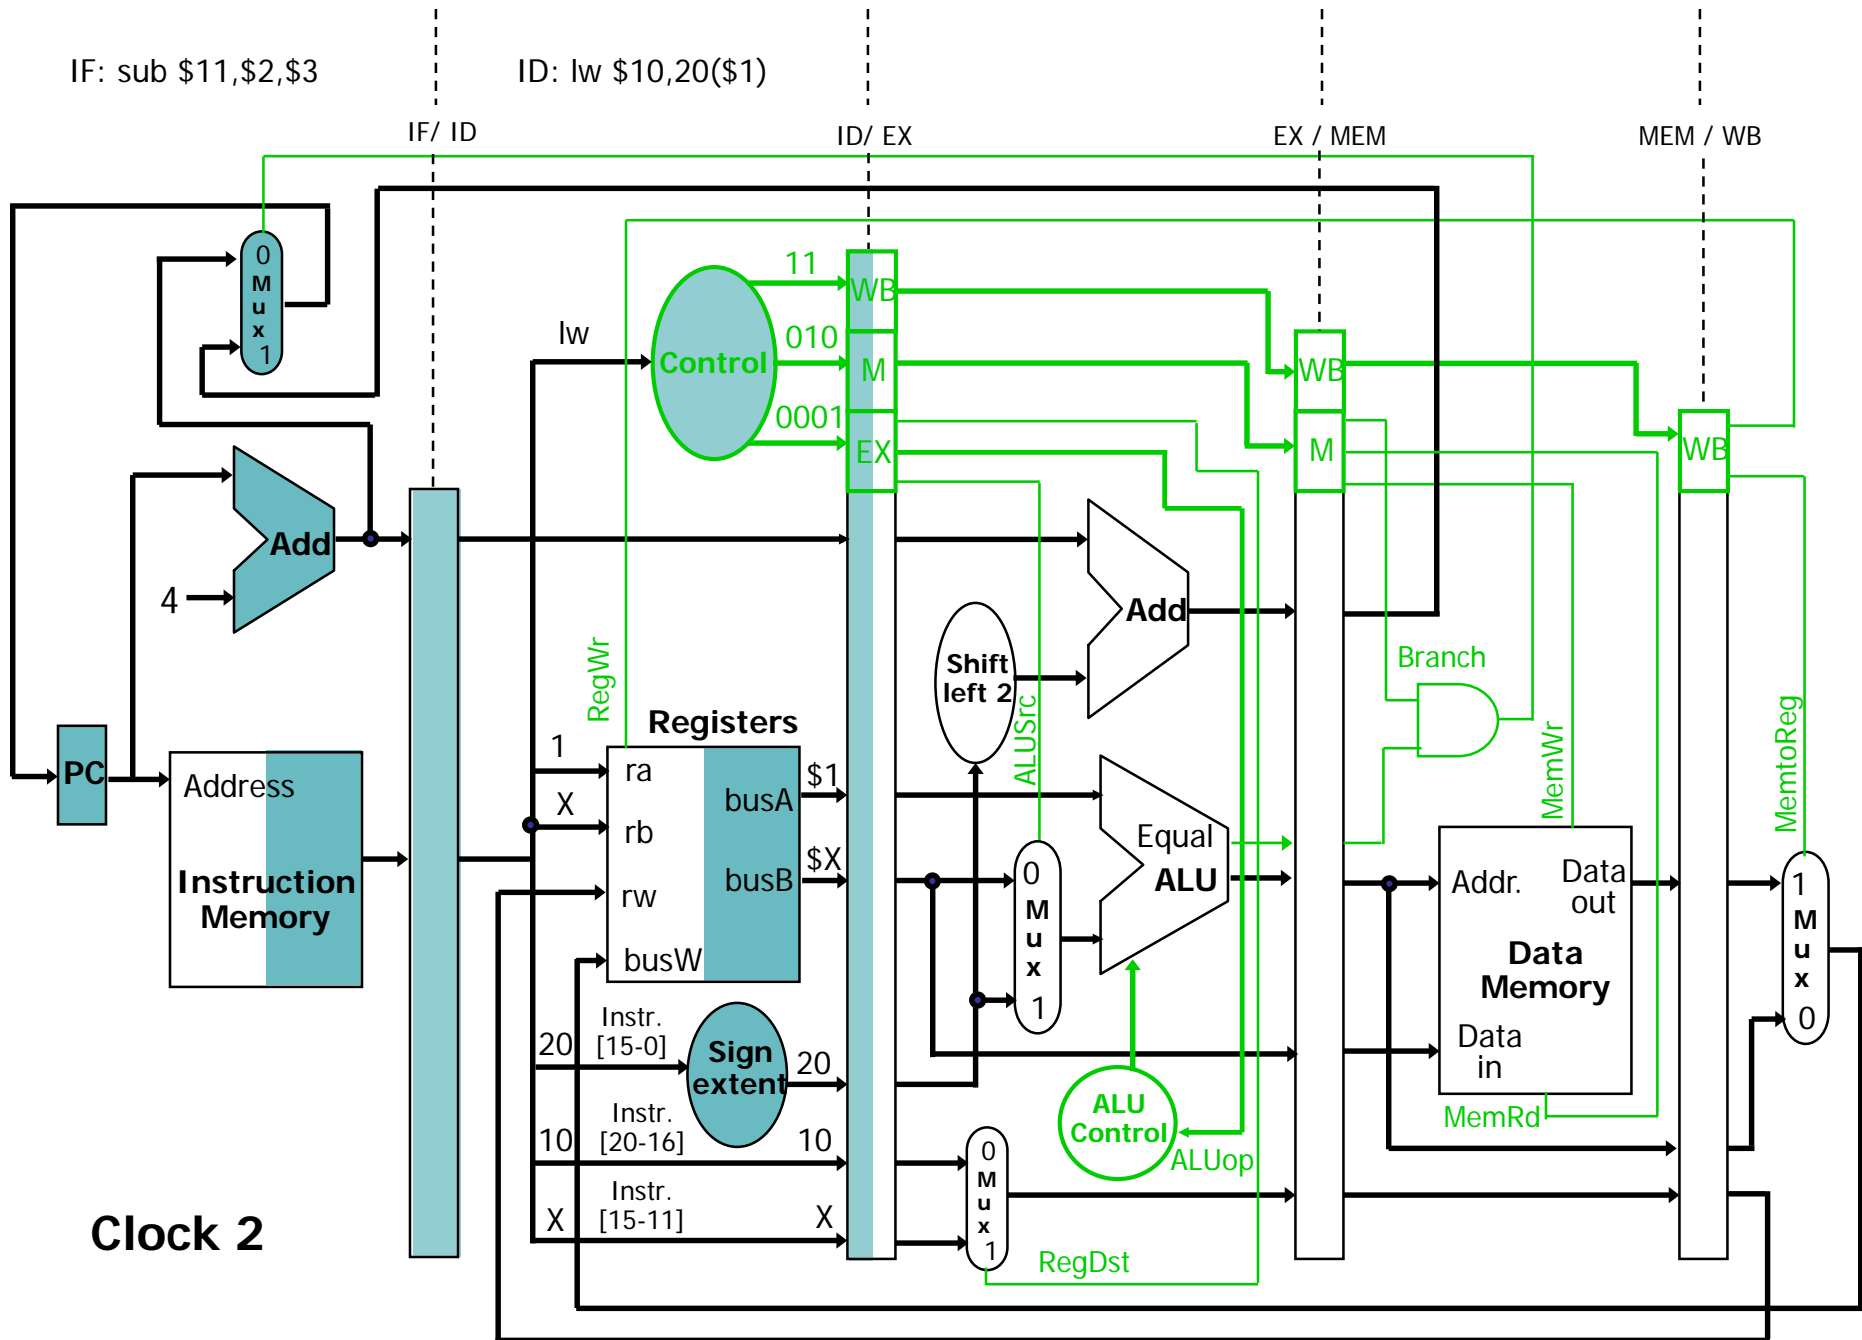 IF: sub $11,$2,$3
ID: lw $10,20($1)
IF/ ID
ID/ EX
EX / MEM
MEM / WB
0
M
u
x
1
lw
Control
11
010
0001
WB
M
EX
WB
M
WB
Add
4
Add
Shift
left 2
RegWr
ALUSrc
Branch
MemWr
MemtoReg
PC
Address
Instruction
Memory
Registers
1
X
ra
rb
rw
busW
busA
busB
$1
$X
0
M
u
x
1
Equal
ALU
Addr.
Data
out
Data
Memory
Data
in
MemRd
1
M
u
x
0
20
Instr.
[15-0]
Sign
extent
20
10
Instr.
[20-16]
10
X
Instr.
[15-11]
X
0
M
u
x
1
ALU
Control
ALUop
RegDst
Clock 2